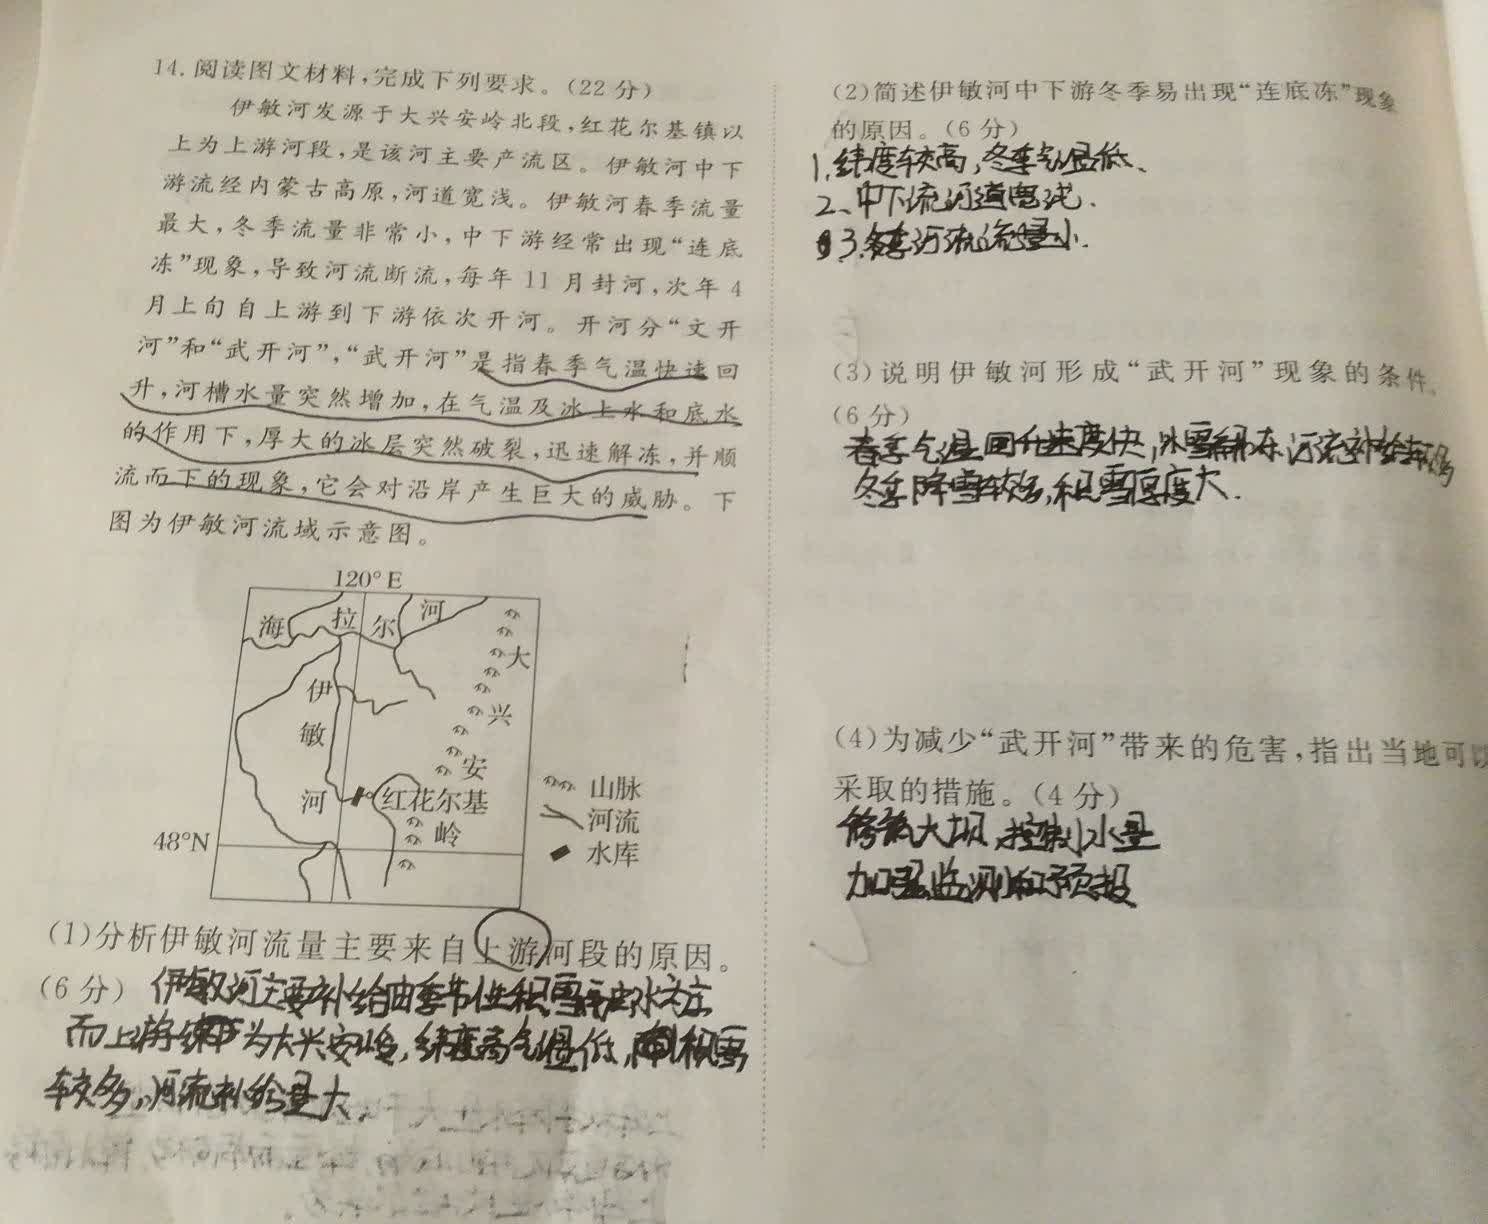 14. 阅读图文材料,完成下列要求。(22分)
伊敏河发源于大兴安岭北段,红花尔基镇以
上为上游河段,是该河主要产流区。伊敏河中下
游流经内蒙古高原,河道宽浅。伊敏河春季流量
最大,冬季流量非常小,中下游经常出现“连底
冻”现象,导致河流断流,每年11月封河,次年4
月上旬自上游到下游依次开河。开河分“文开
河”和“武开河”,“武开河”是指春季气温快速回
升,河槽水量突然增加,在气温及冰上水和底水
的作用下,厚大的冰层突然破裂,迅速解冻,并顺
流而下的现象,它会对沿岸产生巨大的威胁。下
图为伊敏河流域示意图。
120°E
海拉尔河
大兴安岭
伊敏河
红花尔基
48°N
山脉
河流
水库
(1)分析伊敏河流量主要来自上游河段的原因。
(6分)
伊敏河主要补给由季节性积雪融水为主
而上游为大兴安岭,纬度高气温低,积雪
较多,河流补给量大
(2)简述伊敏河中下游冬季易出现“连底冻”现象
的原因。(6分)
1.纬度较高,冬季气温低、
2、中下流河道宽浅.
3.冬季河流流量小.
(3)说明伊敏河形成“武开河”现象的条件。
(6分)
春季气温回升速度快,冰雪解冻,河流补给
冬季降雪较多,积雪厚度大.
(4)为减少“武开河”带来的危害,指出当地可以
采取的措施。(4分)
修筑大坝,控制水量
加强监测和预报